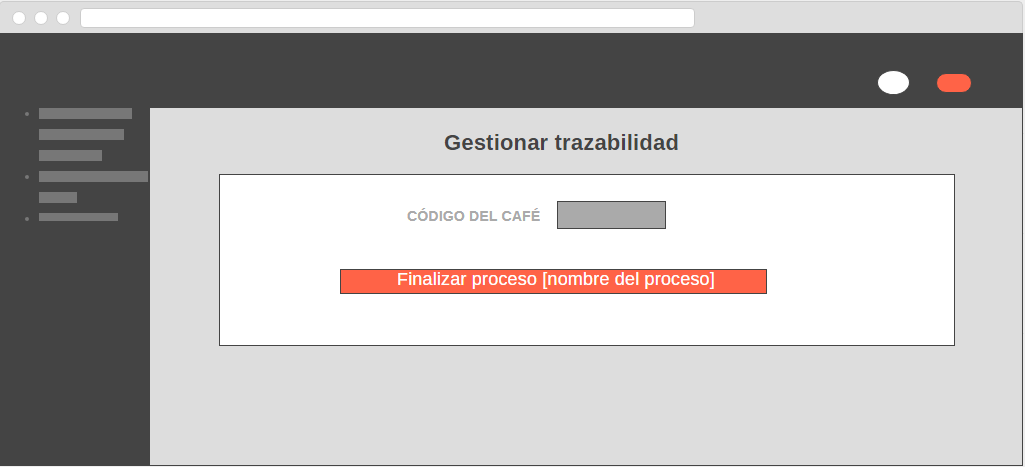 Gestionar trazabilidad
CÓDIGO DEL CAFÉ
Finalizar proceso [nombre del proceso]